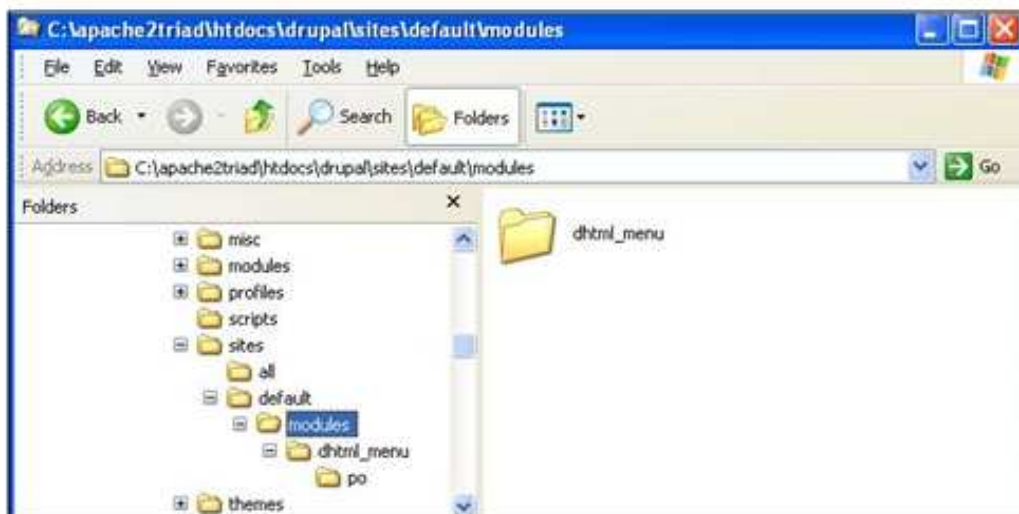 C:\apache2triad\htdocs\drupal\sites\default\modules
File Edit View Favorites Tools Help
Back Search Folders
Address C:\apache2triad\htdocs\drupal\sites\default\modules Go
Folders
misc
modules
profiles
scripts
sites
all
default
modules
dhtml_menu
po
themes
dhtml_menu